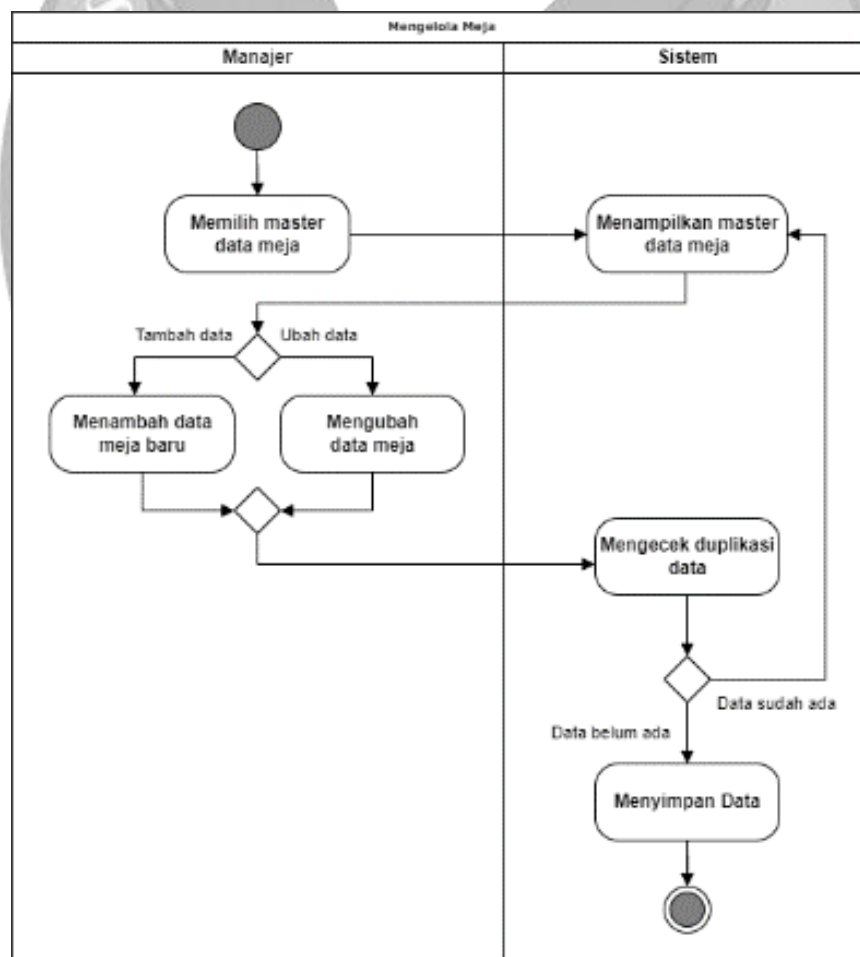 Mengelola Meja
Manajer
Sistem
Memilih master
data meja
Menampilkan master
data meja
Tambah data
Ubah data
Menambah data
meja baru
Mengubah
data meja
Mengecek duplikasi
data
Data sudah ada
Data belum ada
Menyimpan Data